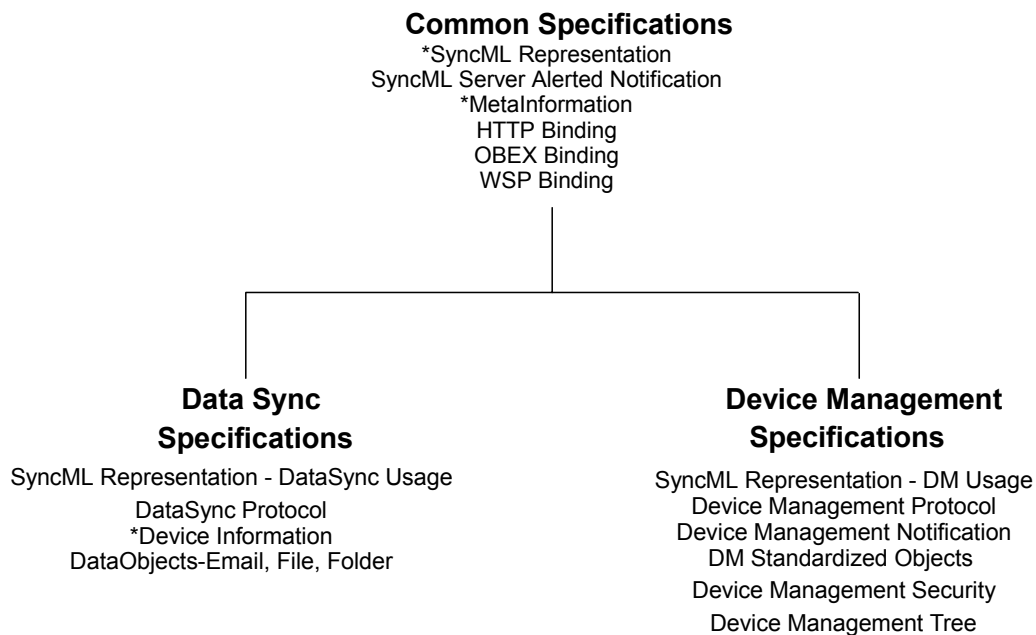 Common Specifications
*SyncML Representation
SyncML Server Alerted Notification
*MetaInformation
HTTP Binding
OBEX Binding
WSP Binding
Data Sync
Specifications
SyncML Representation - DataSync Usage
DataSync Protocol
*Device Information
DataObjects-Email, File, Folder
Device Management
Specifications
SyncML Representation - DM Usage
Device Management Protocol
Device Management Notification
DM Standardized Objects
Device Management Security
Device Management Tree